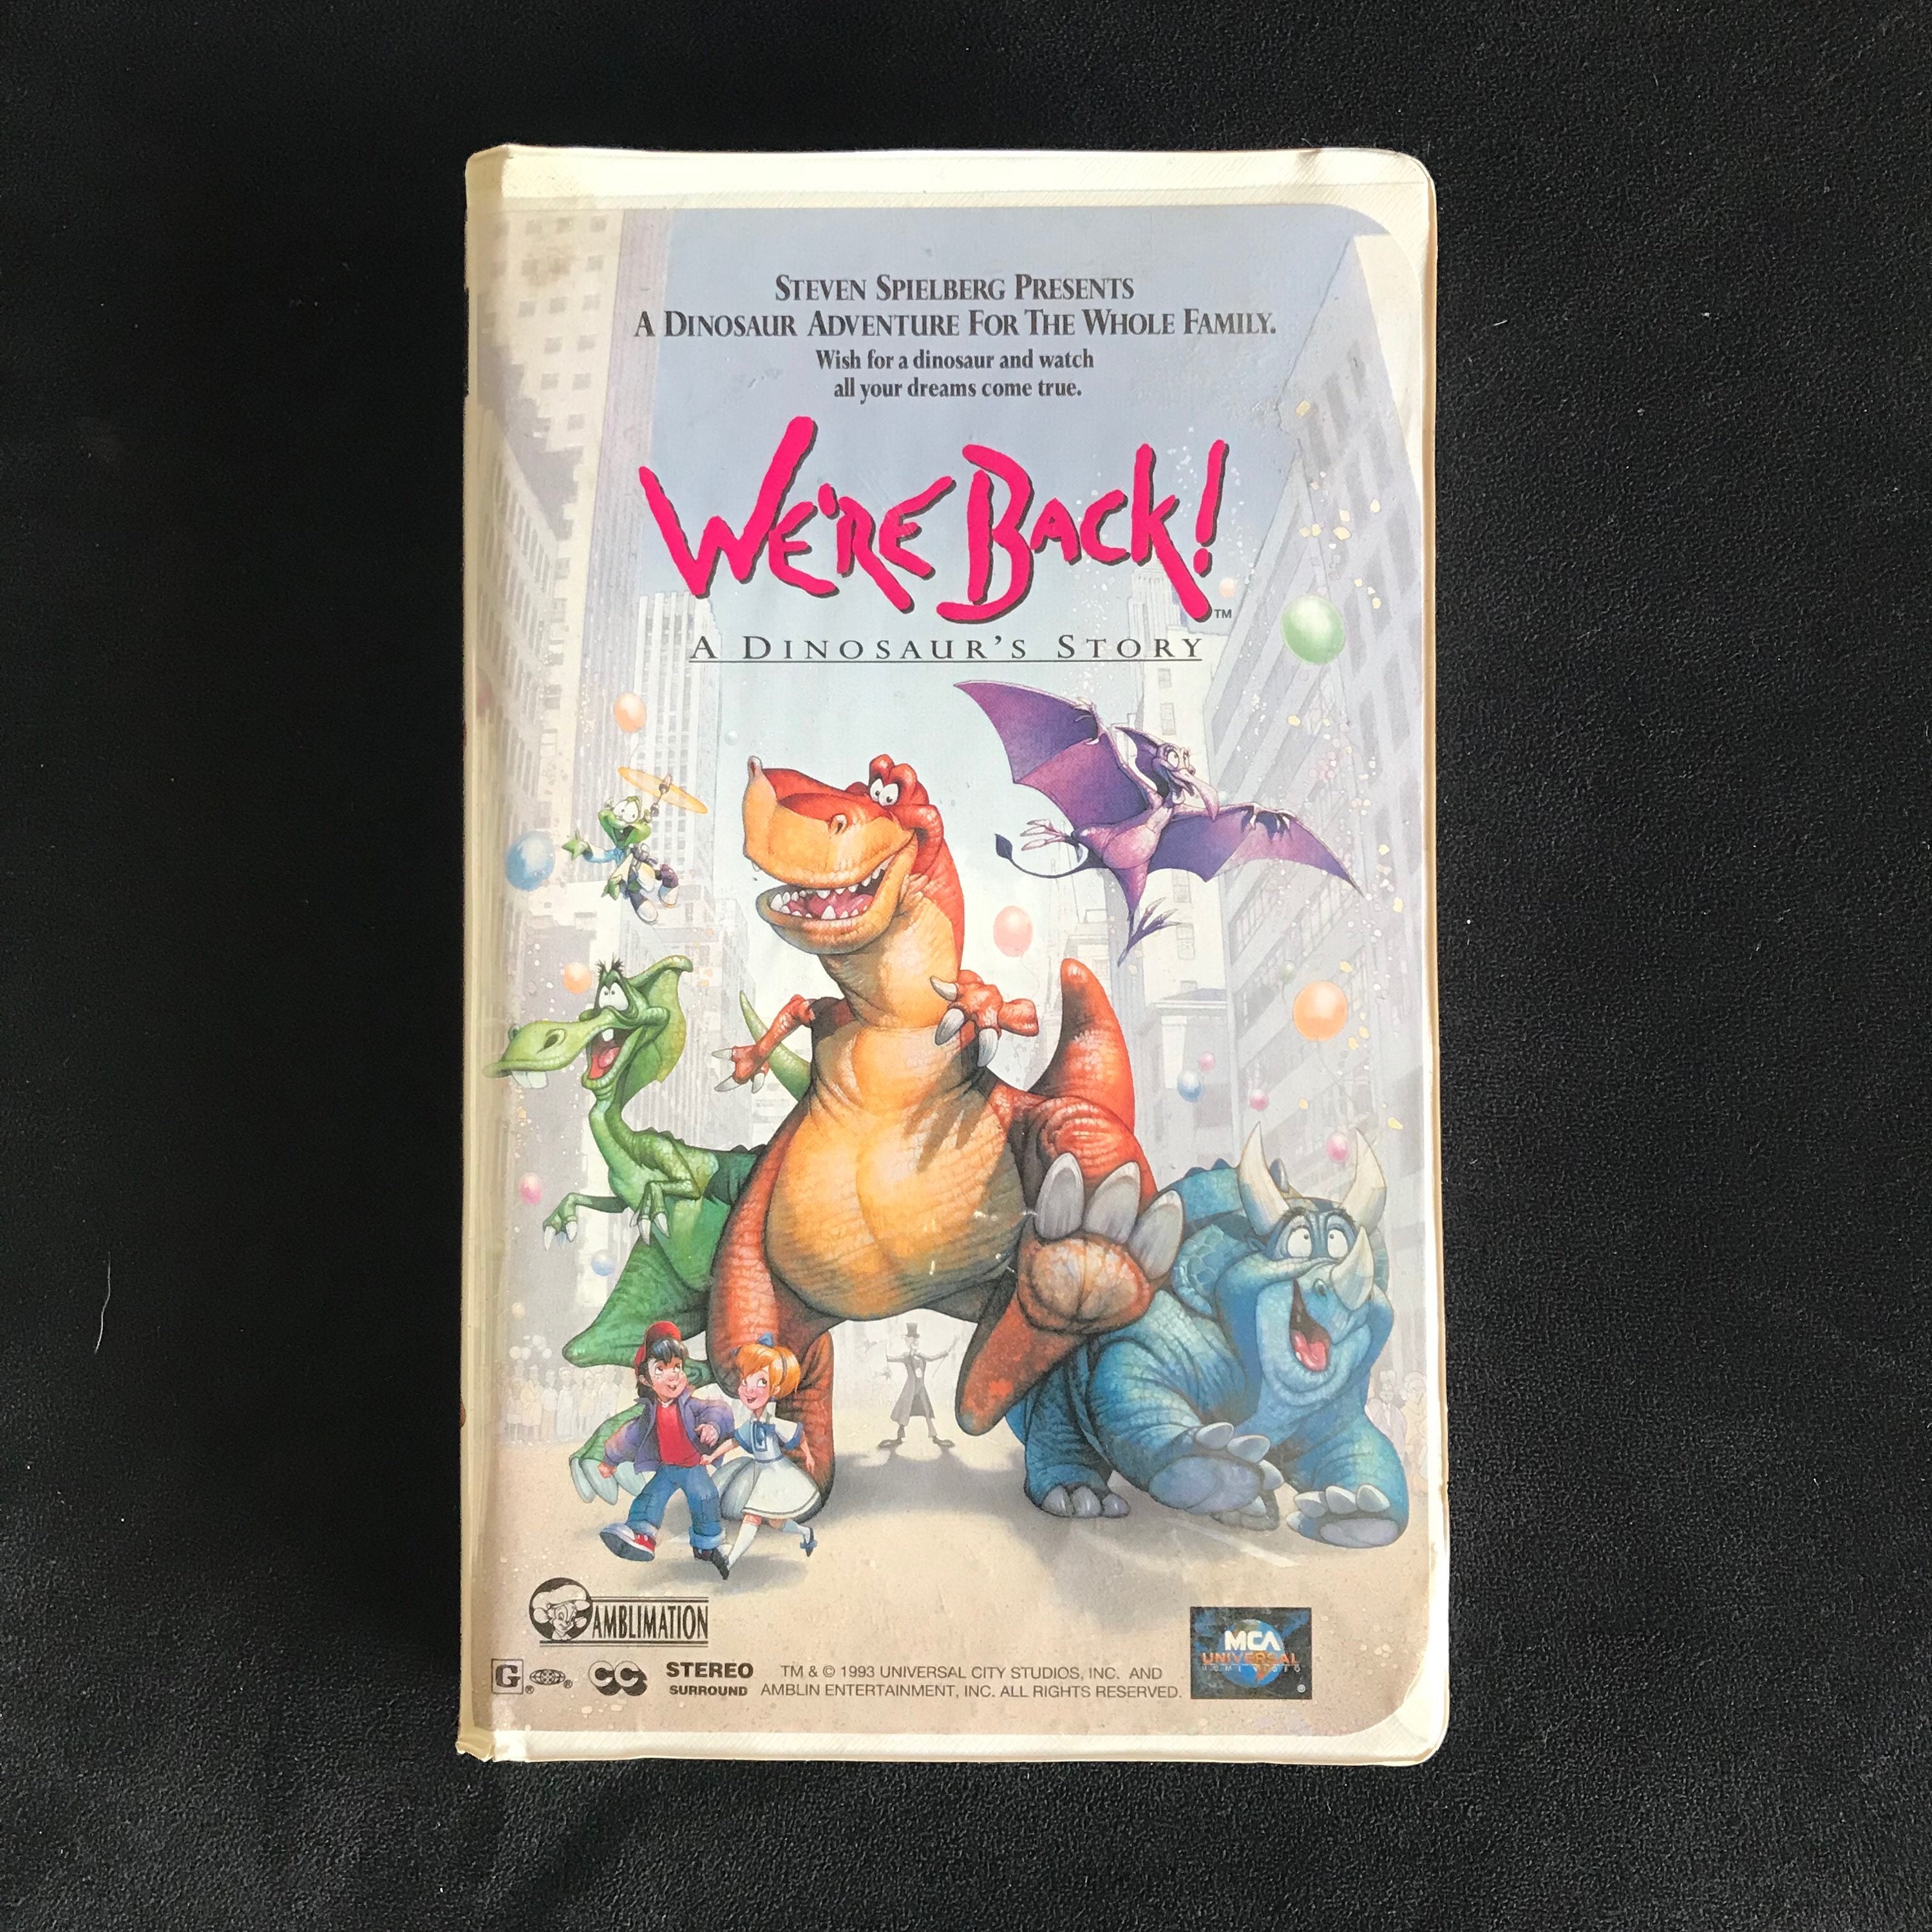 STEVEN SPIELBERG PRESENTS
A DINOSAUR ADVENTURE FOR THE WHOLE FAMILY.
Wish for a dinosaur and watch
all your dreams come true.
WE'RE BACK!
TM
A DINOSAUR'S STORY
AMBLIMATION
G ® ®
CC
STEREO
SURROUND
TM & © 1993 UNIVERSAL CITY STUDIOS, INC. AND
AMBLIN ENTERTAINMENT, INC. ALL RIGHTS RESERVED.
MCA
UNIVERSAL
HOME VIDEO
®